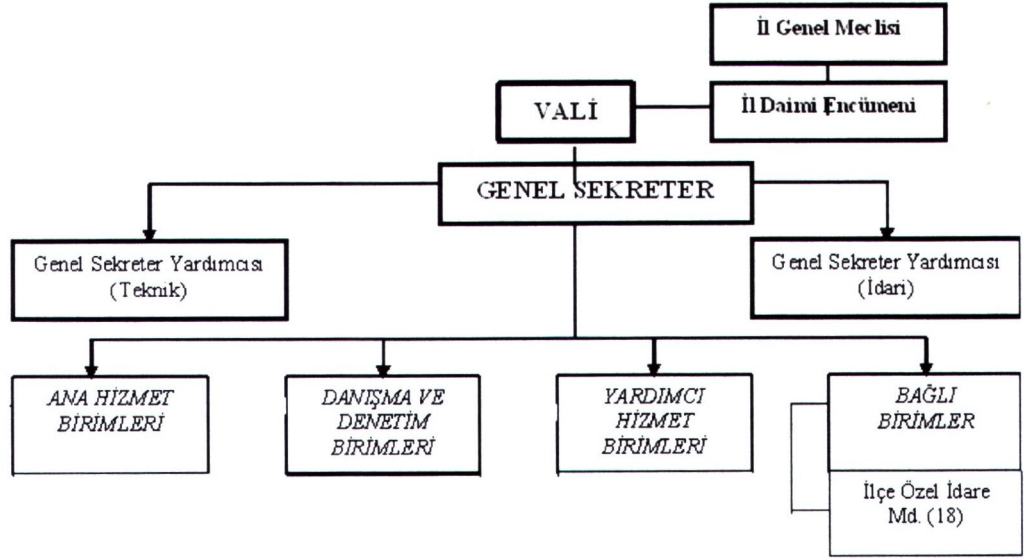 İl Genel Meclisi
VALİ
İl Daimi Encümeni
GENEL SEKRETER
Genel Sekreter Yardımcısı
(Teknik)
Genel Sekreter Yardımcısı
(İdari)
ANA HİZMET
BİRİMLERİ
DANIŞMA VE
DENETİM
BİRİMLERİ
YARDIMCI
HİZMET
BİRİMLERİ
BAĞLI
BİRİMLER
İlçe Özel İdare
Md. (18)